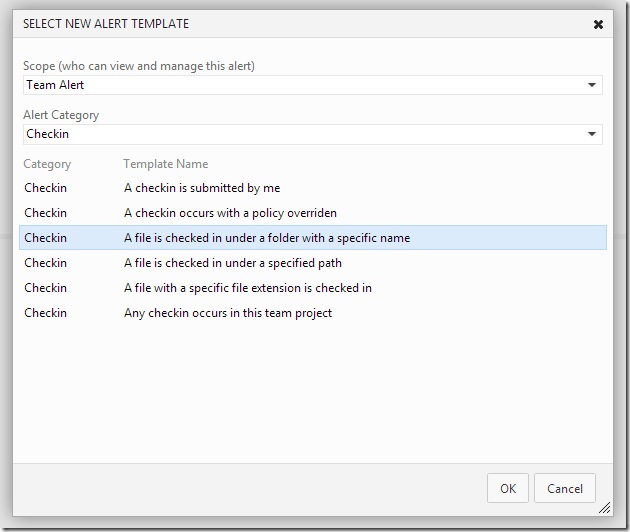 SELECT NEW ALERT TEMPLATE
Scope (who can view and manage this alert)
Team Alert
Alert Category
Checkin
Category Template Name
Checkin A checkin is submitted by me
Checkin A checkin occurs with a policy overriden
Checkin A file is checked in under a folder with a specific name
Checkin A file is checked in under a specified path
Checkin A file with a specific file extension is checked in
Checkin Any checkin occurs in this team project
OK Cancel